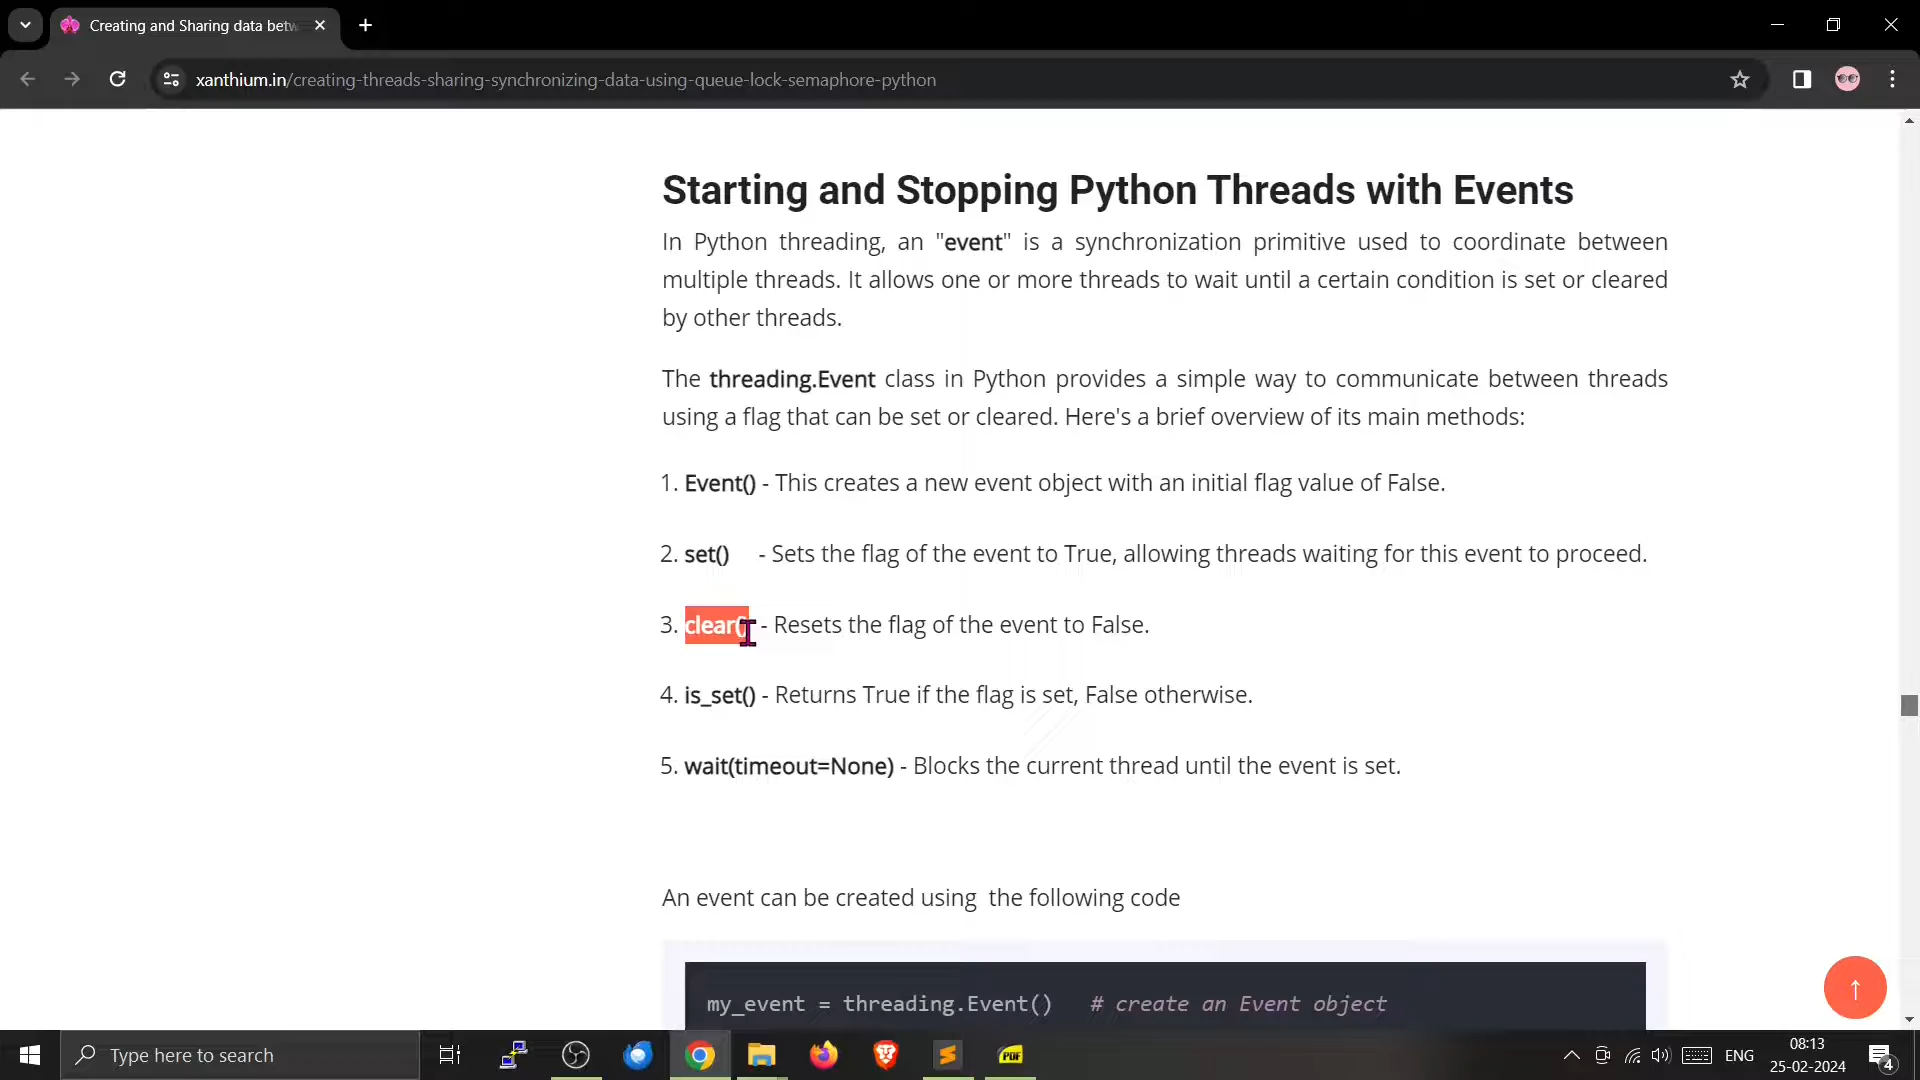 Creating and Sharing data betw
xanthium.in/creating-threads-sharing-synchronizing-data-using-queue-lock-semaphore-python
Starting and Stopping Python Threads with Events
In Python threading, an "event" is a synchronization primitive used to coordinate between
multiple threads. It allows one or more threads to wait until a certain condition is set or cleared
by other threads.
The threading.Event class in Python provides a simple way to communicate between threads
using a flag that can be set or cleared. Here's a brief overview of its main methods:
1. Event() - This creates a new event object with an initial flag value of False.
2. set() - Sets the flag of the event to True, allowing threads waiting for this event to proceed.
3. clear() - Resets the flag of the event to False.
4. is_set() - Returns True if the flag is set, False otherwise.
5. wait(timeout=None) - Blocks the current thread until the event is set.
An event can be created using the following code
my_event = threading.Event() # create an Event object
Type here to search
PDF
ENG
08:13
25-02-2024
4